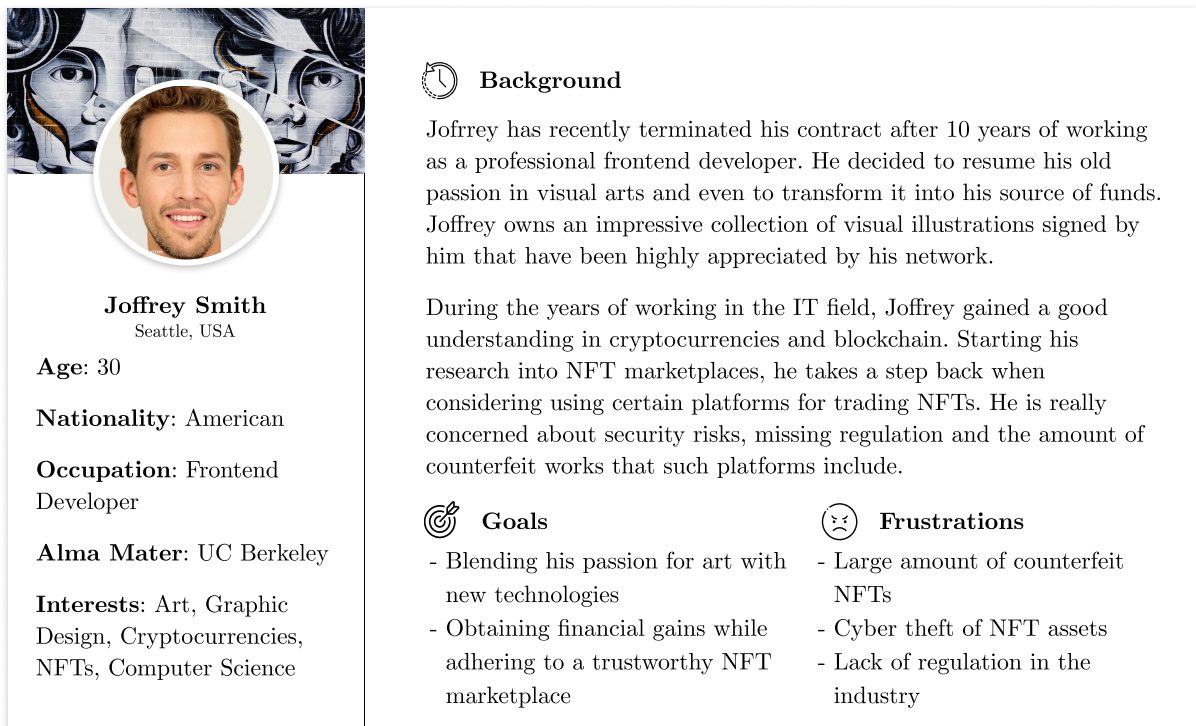 Joffrey Smith
Seattle, USA
Age: 30
Nationality: American
Occupation: Frontend
Developer
Alma Mater: UC Berkeley
Interests: Art, Graphic
Design, Cryptocurrencies,
NFTs, Computer Science
Background
Jofrrey has recently terminated his contract after 10 years of working
as a professional frontend developer. He decided to resume his old
passion in visual arts and even to transform it into his source of funds.
Joffrey owns an impressive collection of visual illustrations signed by
him that have been highly appreciated by his network.
During the years of working in the IT field, Joffrey gained a good
understanding in cryptocurrencies and blockchain. Starting his
research into NFT marketplaces, he takes a step back when
considering using certain platforms for trading NFTs. He is really
concerned about security risks, missing regulation and the amount of
counterfeit works that such platforms include.
Goals
- Blending his passion for art with
new technologies
- Obtaining financial gains while
adhering to a trustworthy NFT
marketplace
Frustrations
- Large amount of counterfeit
NFTs
- Cyber theft of NFT assets
- Lack of regulation in the
industry